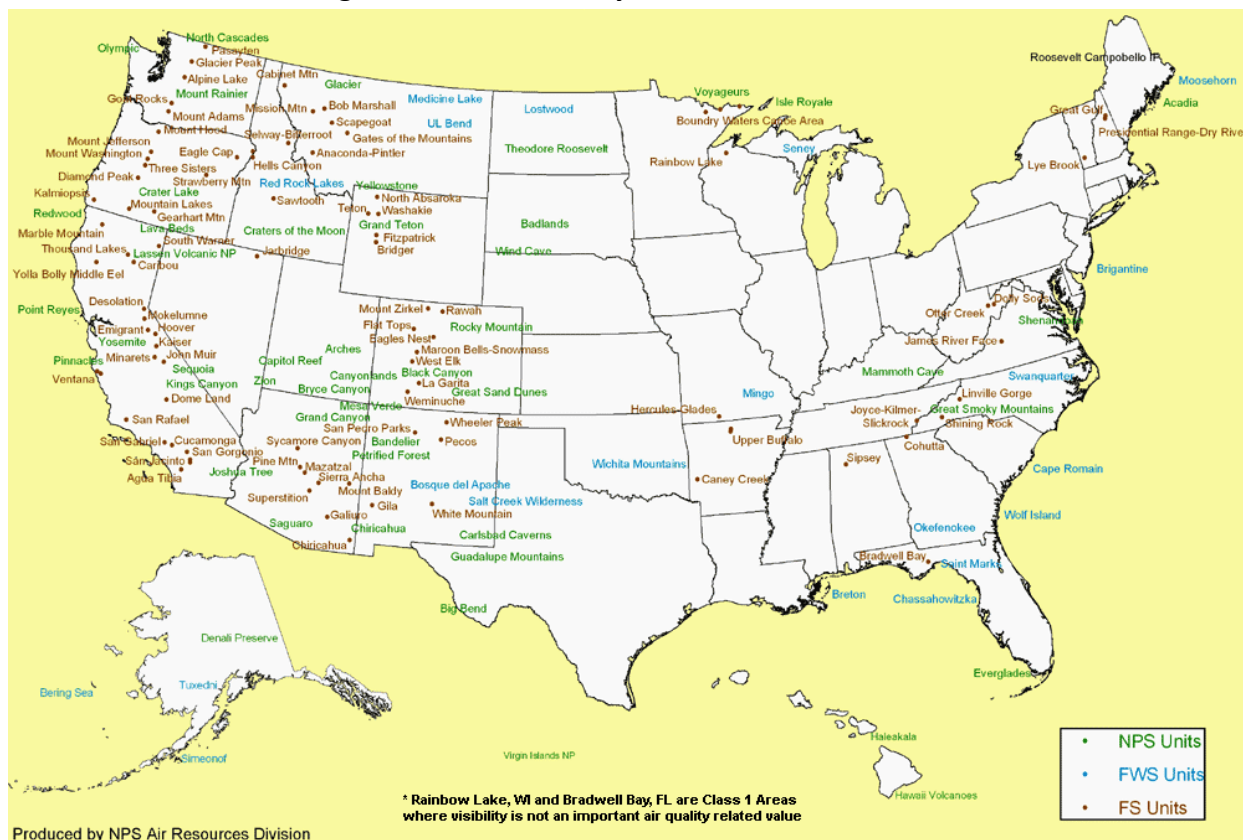 North Cascades
Olympic
Pasayten
Glacier Peak
Alpine Lake
Mount Rainier
Goat Rocks
Mount Adams
Mount Hood
Mount Jefferson
Mount Washington
Three Sisters
Diamond Peak
Eagle Cap
Strawberry Mtn
Hells Canyon
Kalmiopsis
Crater Lake
Mountain Lakes
Gearhart Mtn
Redwood
Lava Beds
Marble Mountain
South Warner
Thousand Lakes
Lassen Volcanic NP
Caribou
Yolla Bolly Middle Eel
Jarbridge
Desolation
Mokelumne
Point Reyes
Emigrant
Hoover
Yosemite
Kaiser
Pinnacles
Minarets
John Muir
Ventana
Sequoia
Kings Canyon
Dome Land
San Rafael
San Gabriel
Cucamonga
San Gorgonio
San Jacinto
Agua Tibia
Joshua Tree
Cabinet Mtn
Glacier
Medicine Lake
Mission Mtn
Bob Marshall
Scapegoat
UL Bend
Selway-Bitterroot
Gates of the Mountains
Anaconda-Pintler
Red Rock Lakes
Yellowstone
Sawtooth
North Absaroka
Teton
Washakie
Grand Teton
Craters of the Moon
Fitzpatrick
Bridger
Lostwood
Theodore Roosevelt
Badlands
Wind Cave
Mount Zirkel
Rawah
Flat Tops
Rocky Mountain
Eagles Nest
Arches
Maroon Bells-Snowmass
Capitol Reef
West Elk
Canyonlands
Black Canyon
Zion
La Garita
Bryce Canyon
Great Sand Dunes
Weminuche
Mesa Verde
Grand Canyon
Wheeler Peak
San Pedro Parks
Sycamore Canyon
Bandelier
Pecos
Petrified Forest
Pine Mtn
Mazatzal
Sierra Ancha
Mount Baldy
Bosque del Apache
Superstition
Salt Creek Wilderness
Gila
White Mountain
Galiuro
Saguaro
Chiricahua
Chiricahua
Carlsbad Caverns
Guadalupe Mountains
Big Bend
Wichita Mountains
Voyageurs
Isle Royale
Boundry Waters Canoe Area
Rainbow Lake
Seney
Roosevelt Campobello IP
Moosehorn
Acadia
Great Gulf
Presidential Range-Dry River
Lye Brook
Brigantine
Dolly Sods
Otter Creek
Shenandoah
James River Face
Mammoth Cave
Mingo
Swanquarter
Hercules-Glades
Linville Gorge
Joyce-Kilmer-
Slickrock
Great Smoky Mountains
Shining Rock
Upper Buffalo
Cohutta
Sipsey
Caney Creek
Cape Romain
Wolf Island
Okefenokee
Bradwell Bay
Saint Marks
Breton
Chassahowitzka
Everglades
Denali Preserve
Bering Sea
Tuxedni
Simeonof
Virgin Islands NP
Haleakala
Hawaii Volcanoes
NPS Units
FWS Units
FS Units
* Rainbow Lake, WI and Bradwell Bay, FL are Class 1 Areas
where visibility is not an important air quality related value
Produced by NPS Air Resources Division